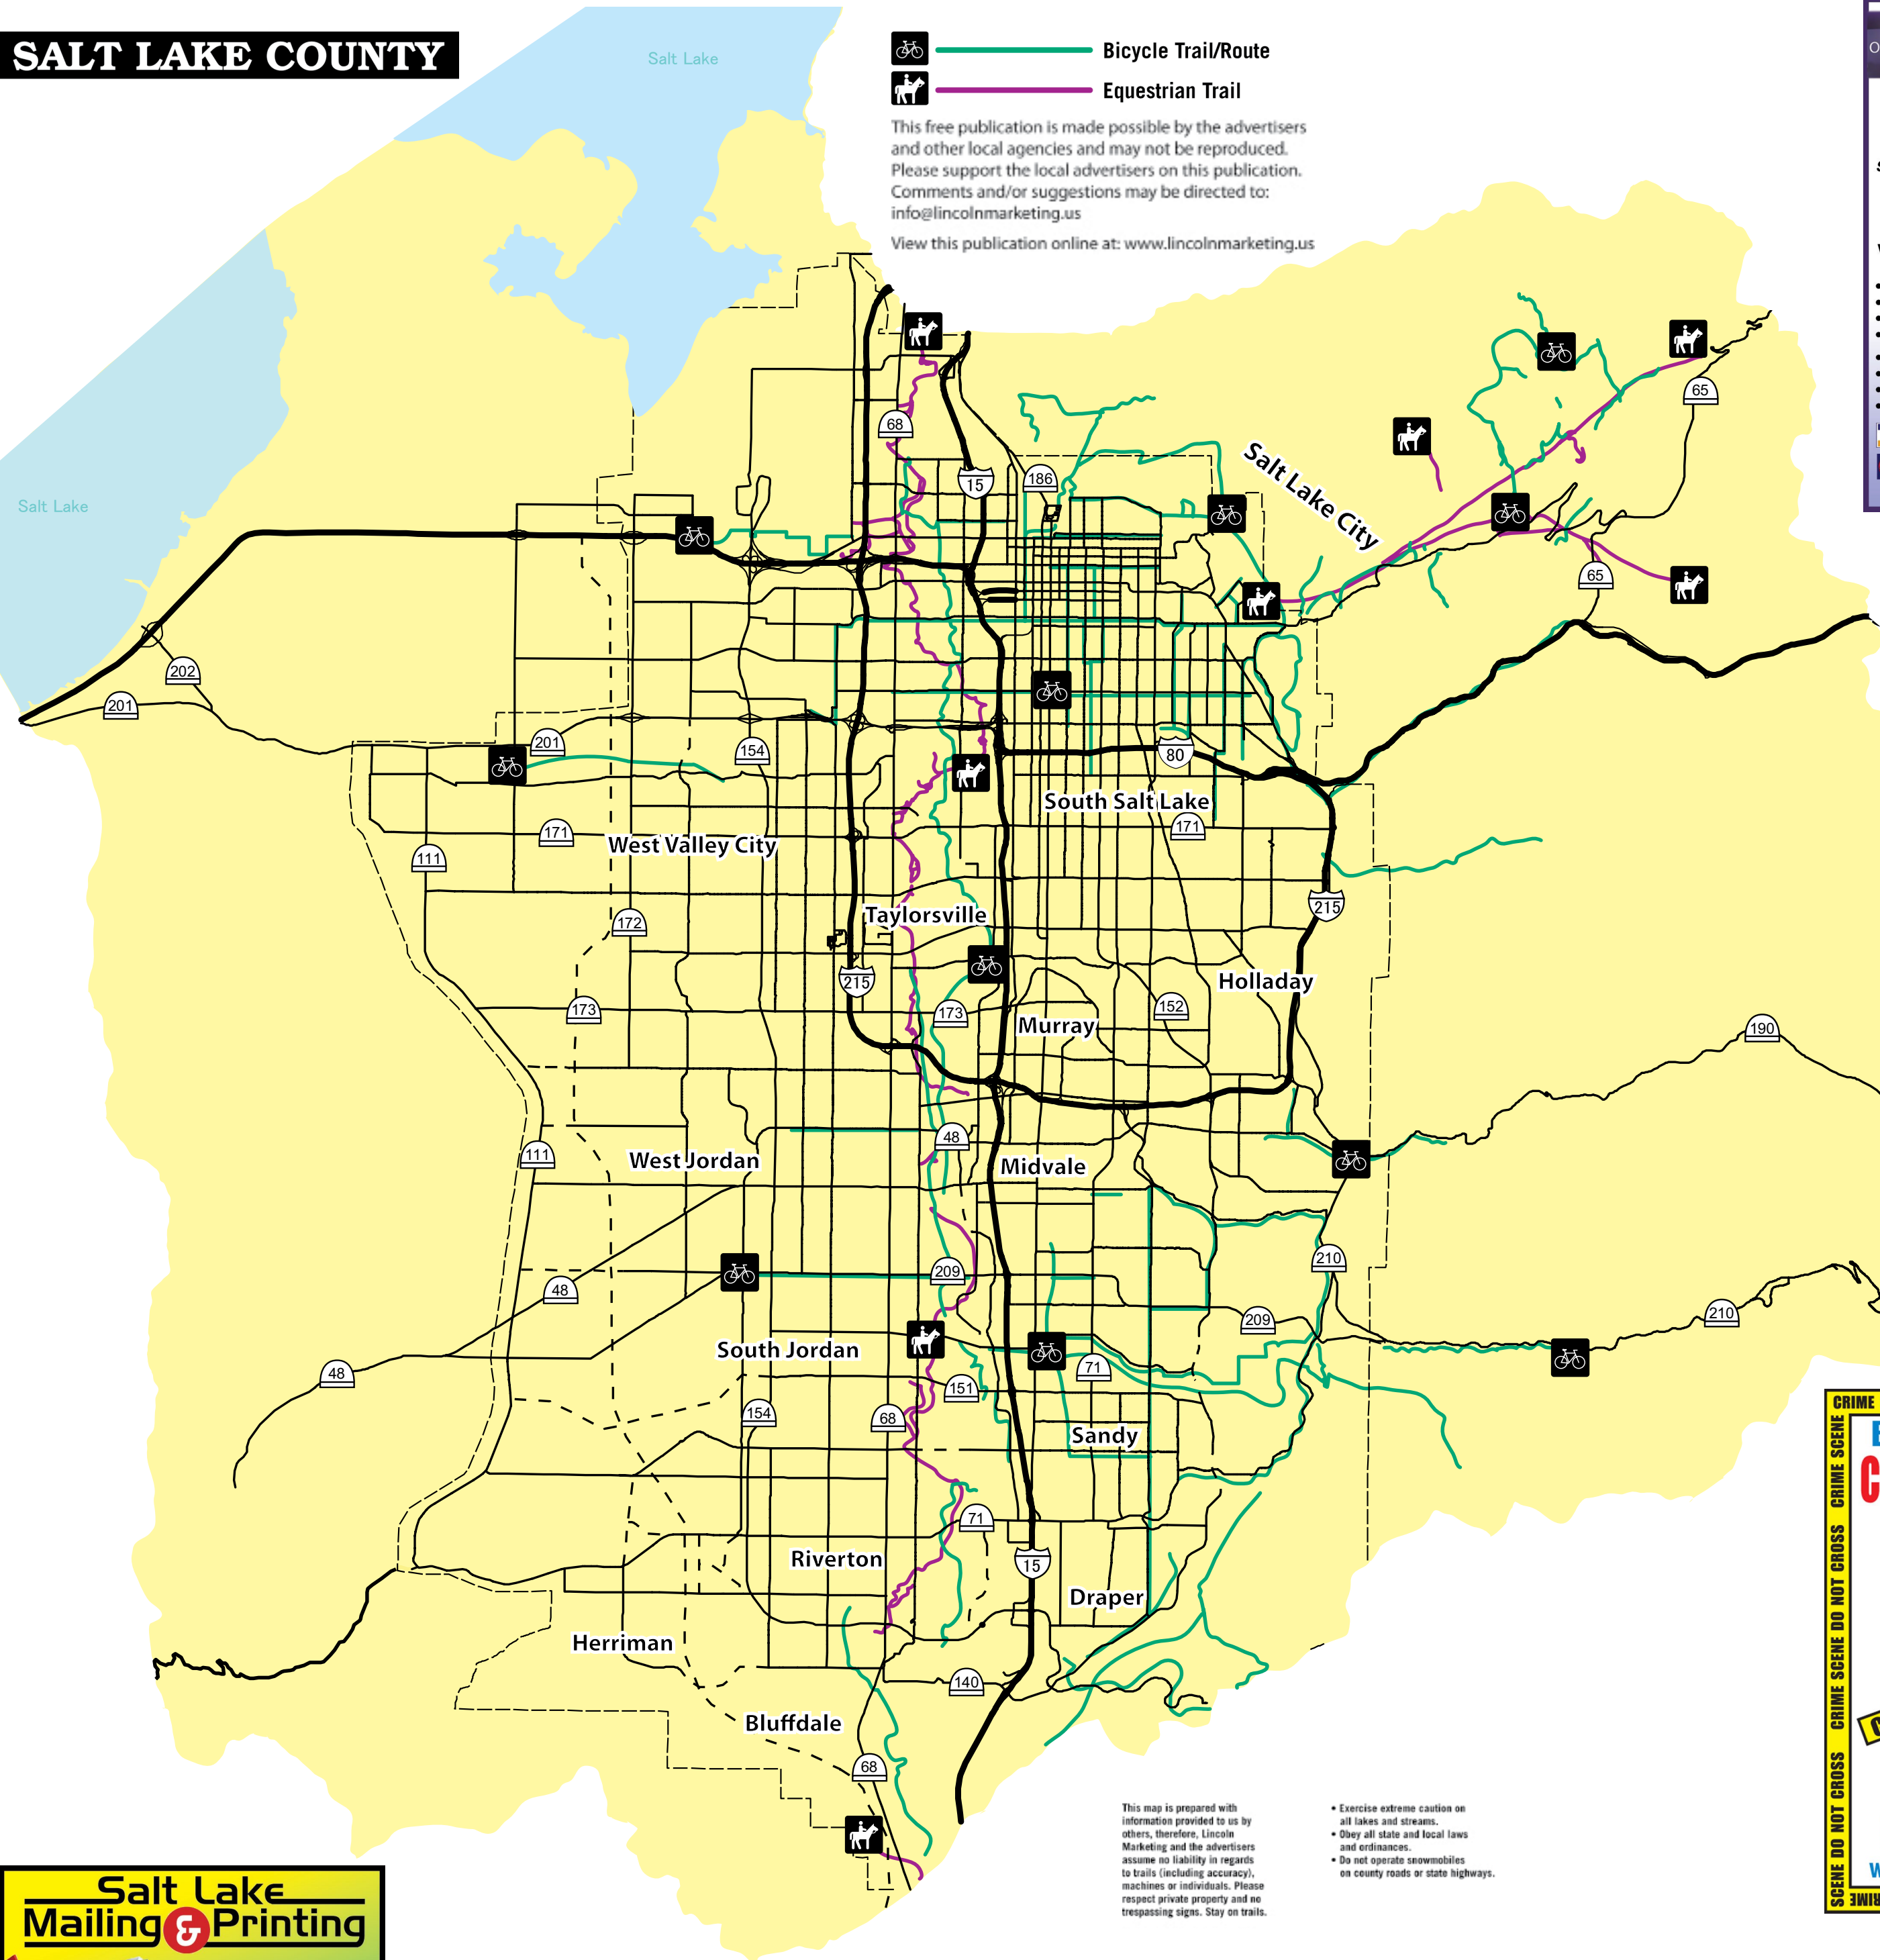 SALT LAKE COUNTY
Salt Lake
Bicycle Trail/Route
Equestrian Trail
This free publication is made possible by the advertisers
and other local agencies and may not be reproduced.
Please support the local advertisers on this publication.
Comments and/or suggestions may be directed to:
info@lincolnmarketing.us
View this publication online at: www.lincolnmarketing.us
65
68
Salt Lake City
15
186
Salt Lake
65
202
201
201
154
80
South Salt Lake
171
171
West Valley City
111
215
Taylorsville
172
215
Holladay
173
173
152
Murray
190
48
111
West Jordan
Midvale
210
209
48
209
210
South Jordan
71
48
151
154
68
Sandy
CRIME
CRIME SCENE DO NOT CROSS CRIME SCENE
SCENE DO NOT CROSS
71
Riverton
15
Draper
Herriman
140
Bluffdale
68
This map is prepared with
information provided to us by
others, therefore, Lincoln
Marketing and the advertisers
assume no liability in regards
to trails (including accuracy),
machines or individuals. Please
respect private property and no
trespassing signs. Stay on trails.
• Exercise extreme caution on
all lakes and streams.
• Obey all state and local laws
and ordinances.
• Do not operate snowmobiles
on county roads or state highways.
Salt Lake
Mailing & Printing